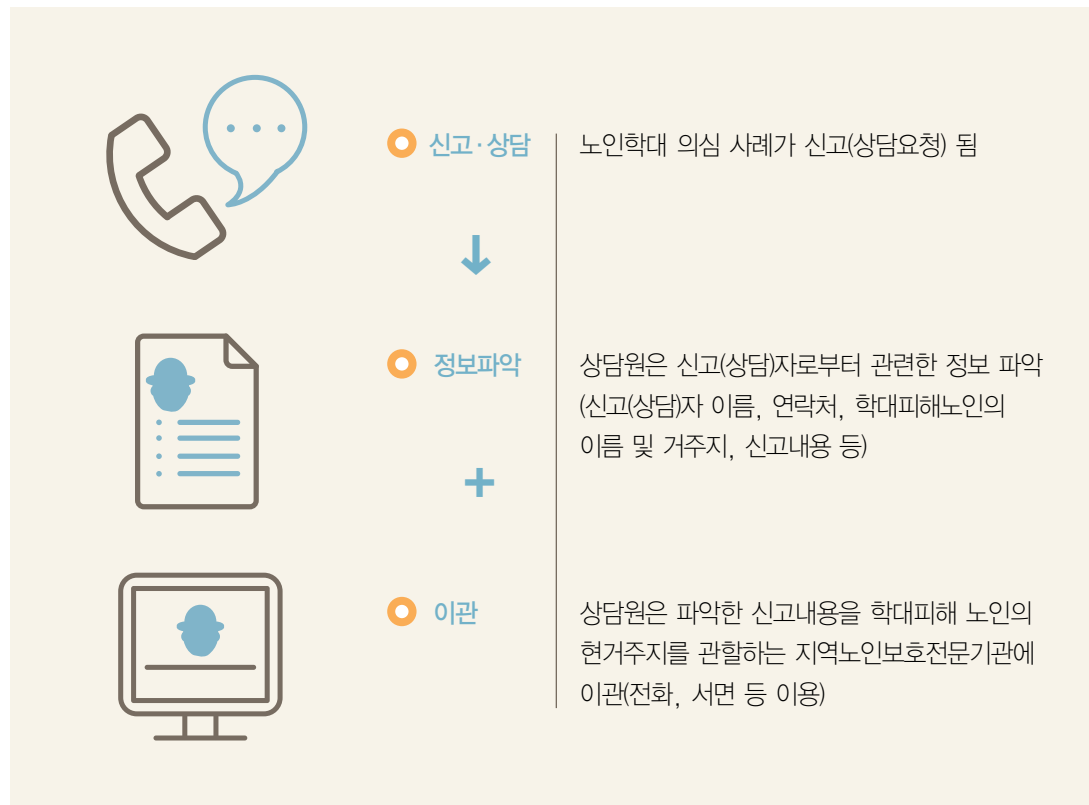 신고·상담
노인학대 의심 사례가 신고(상담요청) 됨
정보파악
상담원은 신고(상담)자로부터 관련한 정보 파악
(신고(상담)자 이름, 연락처, 학대피해노인의
이름 및 거주지, 신고내용 등)
이관
상담원은 파악한 신고내용을 학대피해 노인의
현거주지를 관할하는 지역노인보호전문기관에
이관(전화, 서면 등 이용)